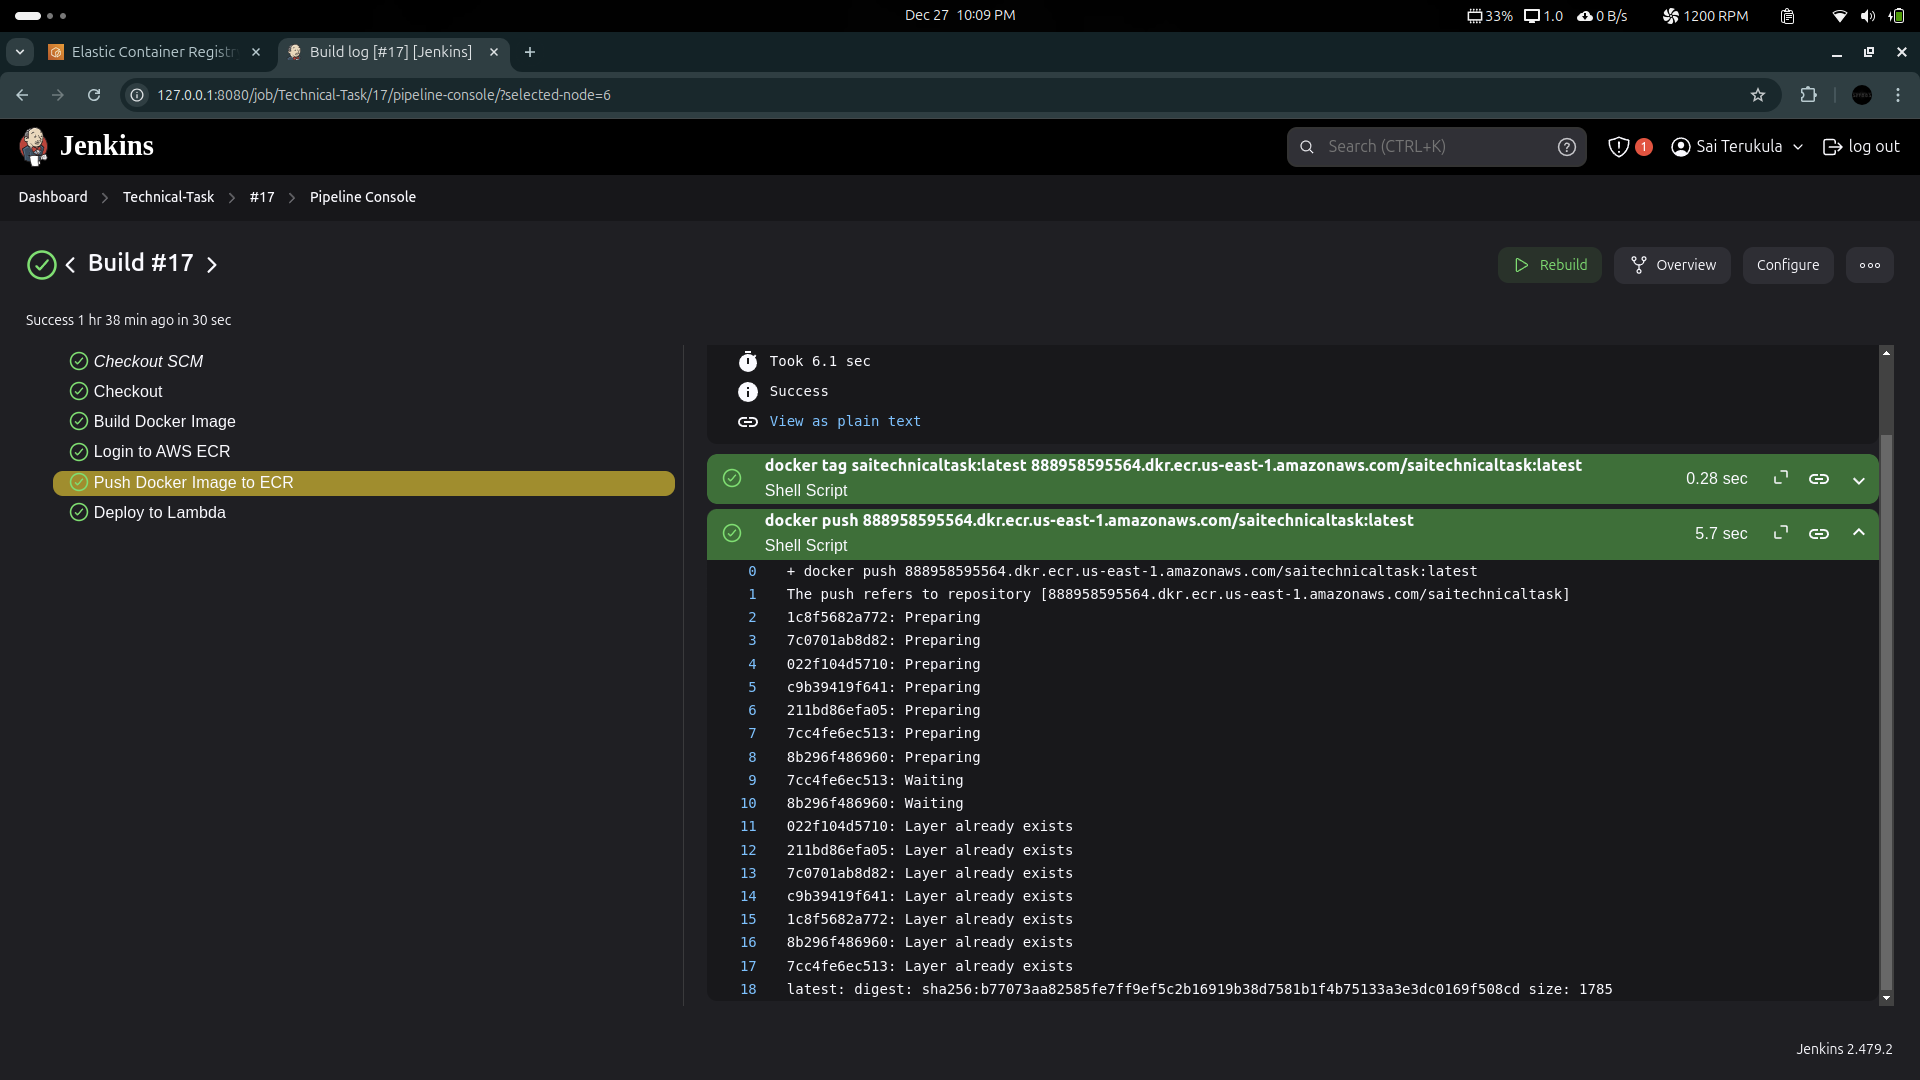 Dec 27 10:09 PM
33% 1.0 0 B/s 1200 RPM
Elastic Container Registr
Build log [#17] [Jenkins]
127.0.0.1:8080/job/Technical-Task/17/pipeline-console/?selected-node=6
Jenkins
Search (CTRL+K)
1
Sai Terukula
log out
Dashboard
Technical-Task
#17
Pipeline Console
Build #17
Rebuild
Overview
Configure
Success 1 hr 38 min ago in 30 sec
Checkout SCM
Checkout
Build Docker Image
Login to AWS ECR
Push Docker Image to ECR
Deploy to Lambda
Took 6.1 sec
Success
View as plain text
docker tag saitechnicaltask:latest 888958595564.dkr.ecr.us-east-1.amazonaws.com/saitechnicaltask:latest
Shell Script
0.28 sec
docker push 888958595564.dkr.ecr.us-east-1.amazonaws.com/saitechnicaltask:latest
Shell Script
5.7 sec
0 + docker push 888958595564.dkr.ecr.us-east-1.amazonaws.com/saitechnicaltask:latest
1 The push refers to repository [888958595564.dkr.ecr.us-east-1.amazonaws.com/saitechnicaltask]
2 1c8f5682a772: Preparing
3 7c0701ab8d82: Preparing
4 022f104d5710: Preparing
5 c9b39419f641: Preparing
6 211bd86efa05: Preparing
7 7cc4fe6ec513: Preparing
8 8b296f486960: Preparing
9 7cc4fe6ec513: Waiting
10 8b296f486960: Waiting
11 022f104d5710: Layer already exists
12 211bd86efa05: Layer already exists
13 7c0701ab8d82: Layer already exists
14 c9b39419f641: Layer already exists
15 1c8f5682a772: Layer already exists
16 8b296f486960: Layer already exists
17 7cc4fe6ec513: Layer already exists
18 latest: digest: sha256:b77073aa82585fe7ff9ef5c2b16919b38d7581b1f4b75133a3e3dc0169f508cd size: 1785
Jenkins 2.479.2